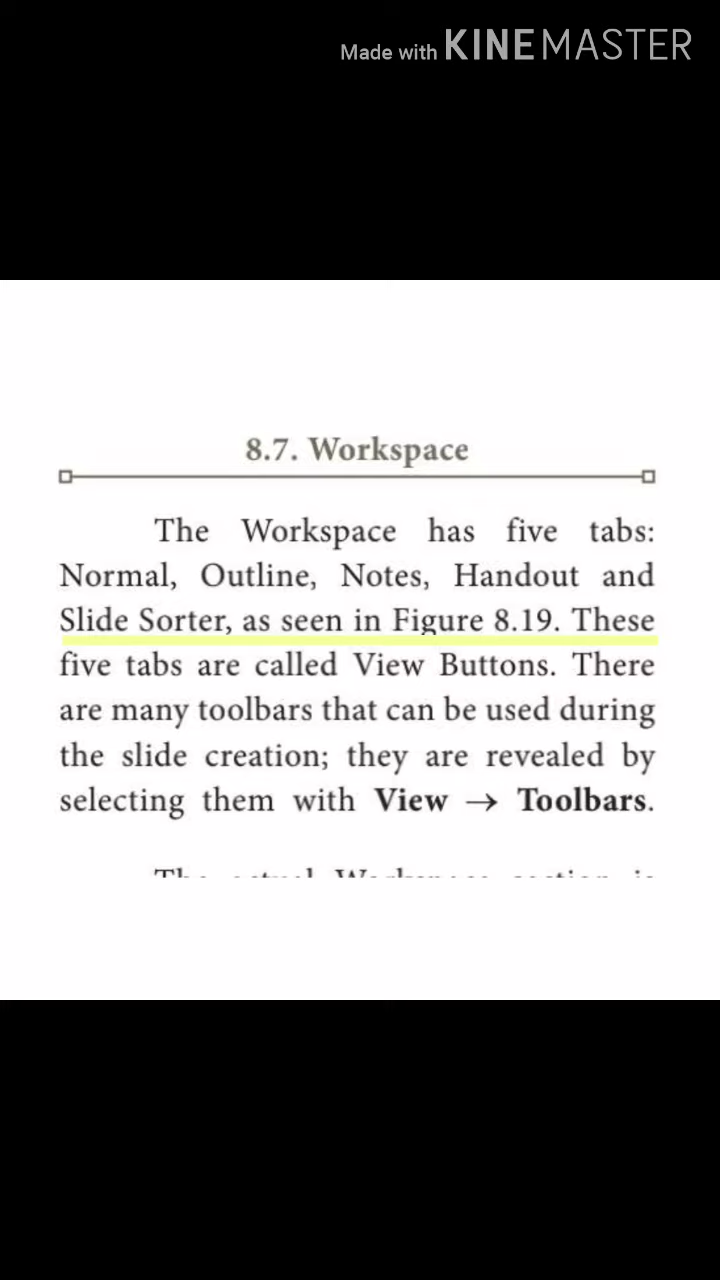 Made with KINEMASTER
8.7. Workspace
The Workspace has five tabs:
Normal, Outline, Notes, Handout and
Slide Sorter, as seen in Figure 8.19. These
five tabs are called View Buttons. There
are many toolbars that can be used during
the slide creation; they are revealed by
selecting them with View → Toolbars.